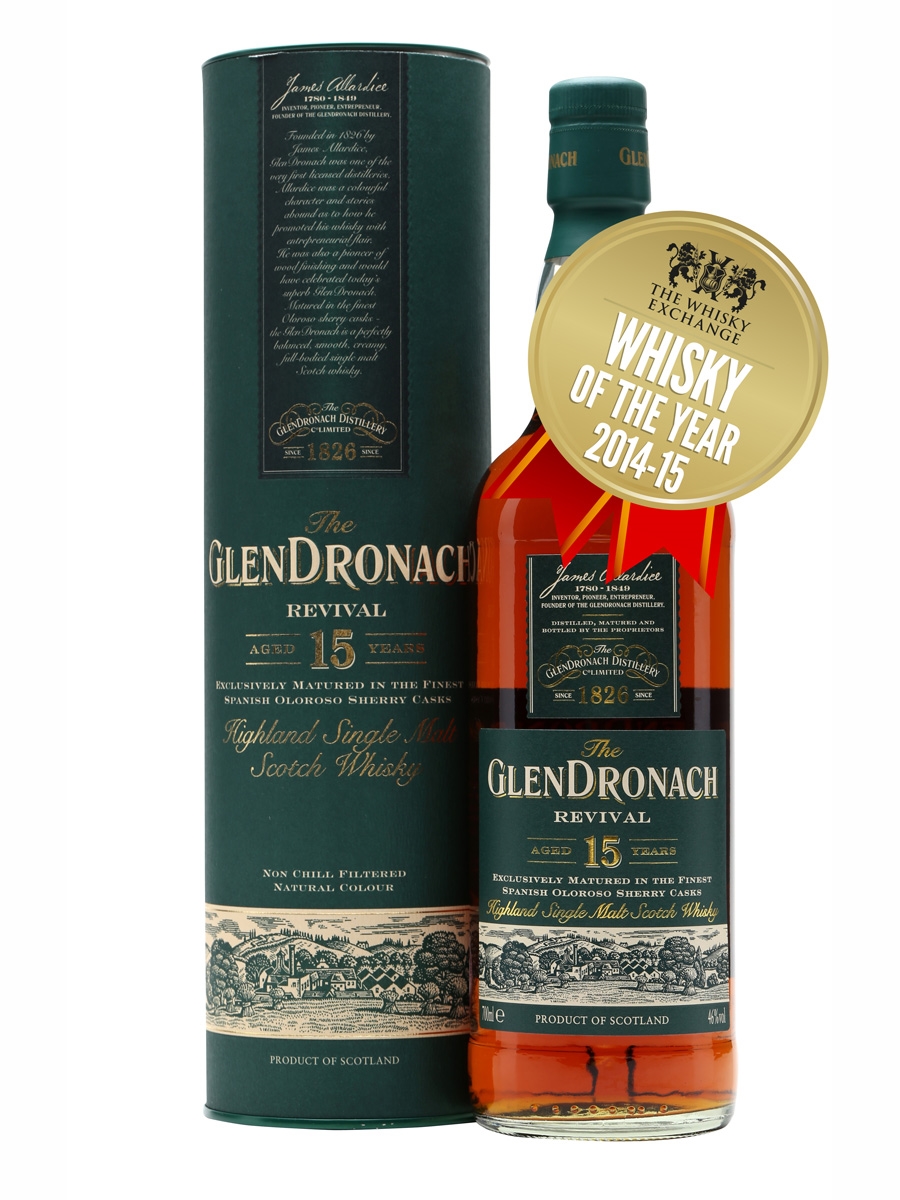 James Allardice
1780 - 1849
INVENTOR, PIONEER, ENTREPRENEUR,
FOUNDER OF THE GLENDRONACH DISTILLERY.
Founded in 1826 by
James Allardice,
GlenDronach was one of the
very first licensed distilleries.
Allardice was a colourful
character and stories
abound as to how he
promoted his whisky with
entrepreneurial flair.
He was also a pioneer of
wood finishing and would
have celebrated today's
superb GlenDronach.
Matured in the finest
Oloroso sherry casks -
the GlenDronach is a perfectly
balanced, smooth, creamy,
full-bodied single malt
Scotch whisky.
The
GLENDRONACH DISTILLERY
Co LIMITED
SINCE 1826 SINCE
The
GLENDRONACH
REVIVAL
AGED 15 YEARS
EXCLUSIVELY MATURED IN THE FINEST
SPANISH OLOROSO SHERRY CASKS
Highland Single Malt
Scotch Whisky
NON CHILL FILTERED
NATURAL COLOUR
PRODUCT OF SCOTLAND
NACH GLEN
THE WHISKY
EXCHANGE
WHISKY
OF THE YEAR
2014-15
James Allardice
1780 - 1849
INVENTOR, PIONEER, ENTREPRENEUR,
FOUNDER OF THE GLENDRONACH DISTILLERY.
DISTILLED, MATURED AND
BOTTLED BY THE PROPRIETORS
The
GLENDRONACH DISTILLERY
Co LIMITED
SINCE 1826 SINCE
The
GLENDRONACH
REVIVAL
AGED 15 YEARS
EXCLUSIVELY MATURED IN THE FINEST
SPANISH OLOROSO SHERRY CASKS
Highland Single Malt Scotch Whisky
700ml e PRODUCT OF SCOTLAND 46%vol